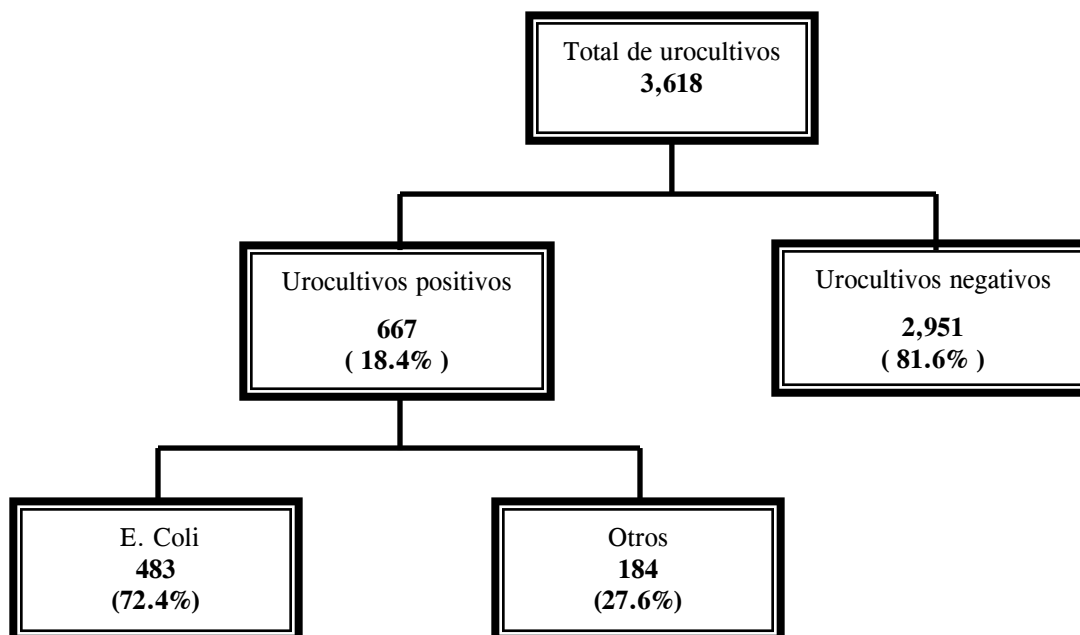 Total de urocultivos
3,618
Urocultivos positivos
667
( 18.4% )
Urocultivos negativos
2,951
( 81.6% )
E. Coli
483
(72.4%)
Otros
184
(27.6%)